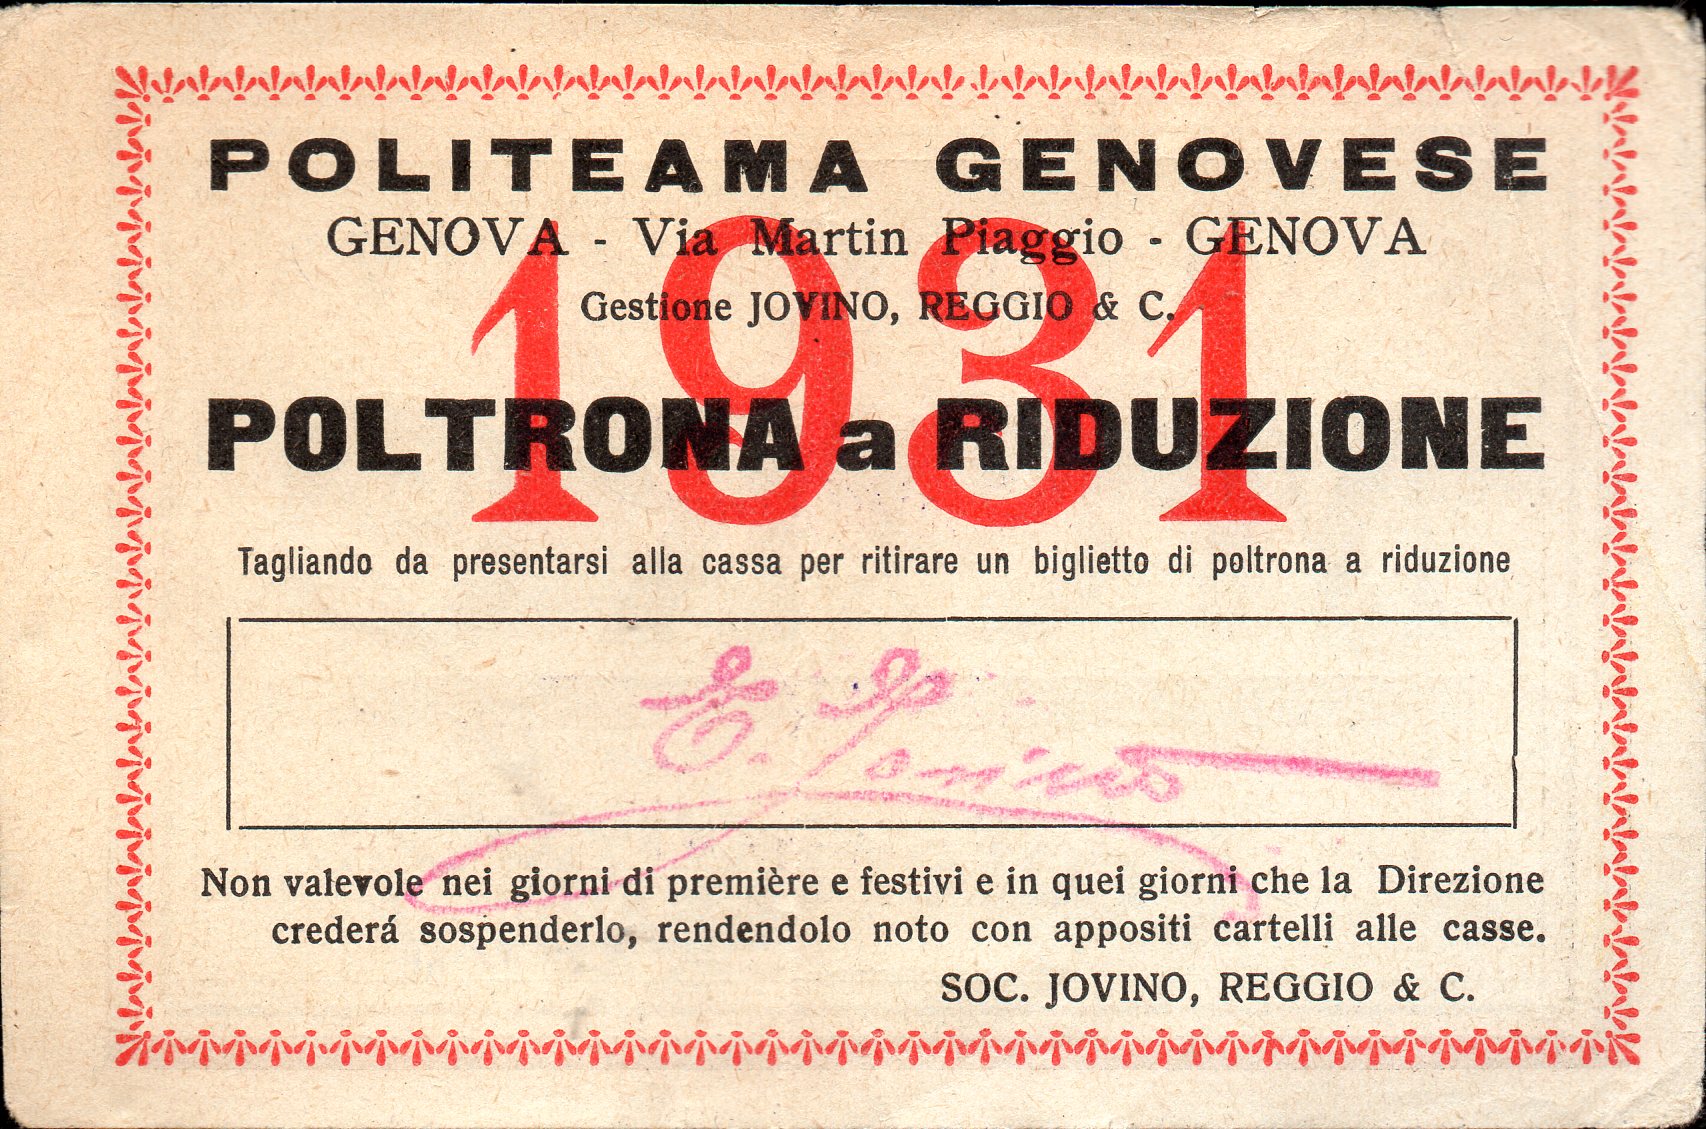 POLITEAMA GENOVESE
GENOVA - Via Martin Piaggio - GENOVA
Gestione JOVINO, REGGIO & C.
1931
POLTRONA a RIDUZIONE
Tagliando da presentarsi alla cassa per ritirare un biglietto di poltrona a riduzione
E. Jovino
Non valevole nei giorni di première e festivi e in quei giorni che la Direzione
crederá sospenderlo, rendendolo noto con appositi cartelli alle casse.
SOC. JOVINO, REGGIO & C.